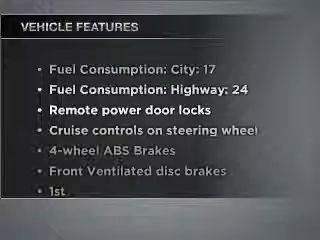 VEHICLE FEATURES
• Fuel Consumption: City: 17
• Fuel Consumption: Highway: 24
• Remote power door locks
• Cruise controls on steering wheel
• 4-wheel ABS Brakes
• Front Ventilated disc brakes
• 1st